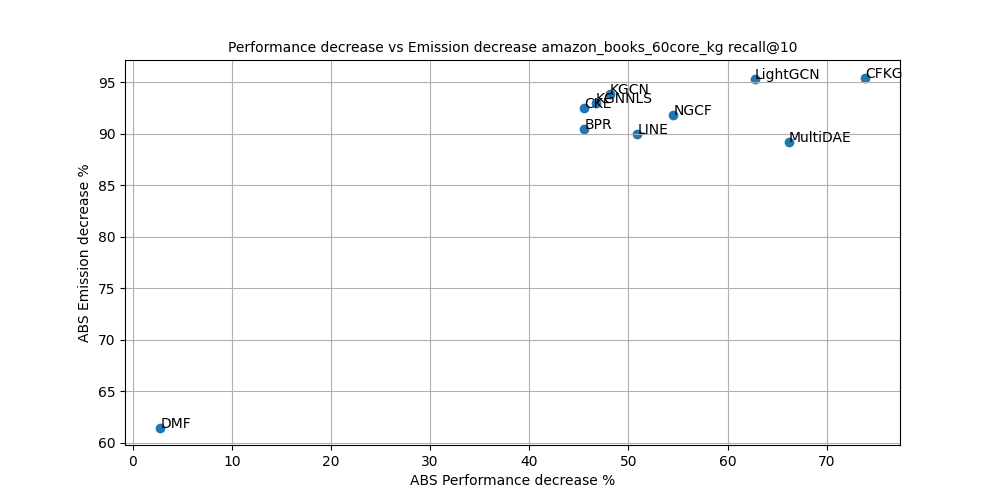 Performance decrease vs Emission decrease amazon_books_60core_kg recall@10
ABS Emission decrease %
95
90
85
80
75
70
65
60
LightGCN
CFKG
KGCN
KGNNLS
CKE
NGCF
BPR
LINE
MultiDAE
DMF
0 10 20 30 40 50 60 70
ABS Performance decrease %